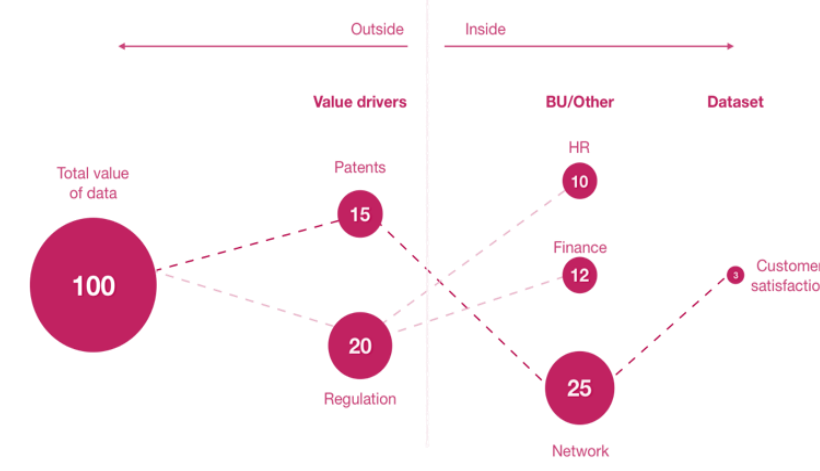 Outside
Inside
Value drivers
BU/Other
Dataset
Total value
of data
100
Patents
15
20
Regulation
HR
10
Finance
12
25
Network
3
Customer
satisfactio